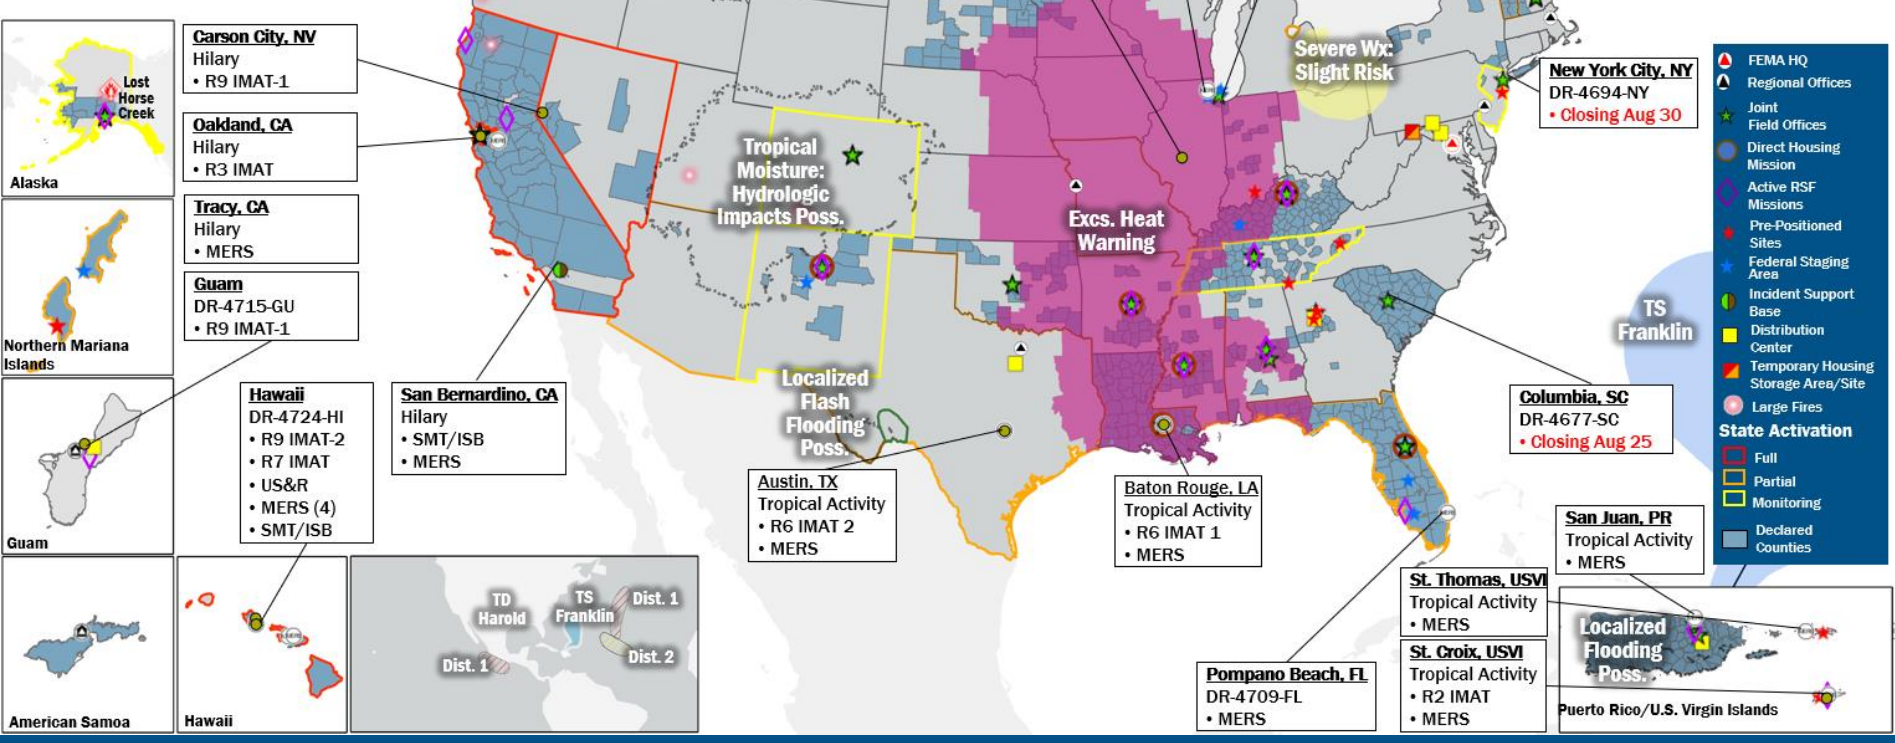 Lost
Horse
Creek
Alaska
Northern Mariana
Islands
Guam
American Samoa
Hawaii
Carson City, NV
Hilary
• R9 IMAT-1
Oakland, CA
Hilary
• R3 IMAT
Tracy, CA
Hilary
• MERS
Guam
DR-4715-GU
• R9 IMAT-1
Hawaii
DR-4724-HI
• R9 IMAT-2
• R7 IMAT
• US&R
• MERS (4)
• SMT/ISB
San Bernardino, CA
Hilary
• SMT/ISB
• MERS
Tropical
Moisture:
Hydrologic
Impacts Poss.
Localized
Flash
Flooding
Poss.
Excs. Heat
Warning
Severe Wx:
Slight Risk
TS
Franklin
Austin, TX
Tropical Activity
• R6 IMAT 2
• MERS
Baton Rouge, LA
Tropical Activity
• R6 IMAT 1
• MERS
New York City, NY
DR-4694-NY
• Closing Aug 30
Columbia, SC
DR-4677-SC
• Closing Aug 25
San Juan, PR
Tropical Activity
• MERS
St. Thomas, USVI
Tropical Activity
• MERS
St. Croix, USVI
Tropical Activity
• R2 IMAT
• MERS
Pompano Beach, FL
DR-4709-FL
• MERS
TD
Harold
TS
Franklin
Dist. 1
Dist. 2
Dist. 1
Localized
Flooding
Poss.
Puerto Rico/U.S. Virgin Islands
FEMA HQ
Regional Offices
Joint
Field Offices
Direct Housing
Mission
Active RSF
Missions
Pre-Positioned
Sites
Federal Staging
Area
Incident Support
Base
Distribution
Center
Temporary Housing
Storage Area/Site
Large Fires
State Activation
Full
Partial
Monitoring
Declared
Counties